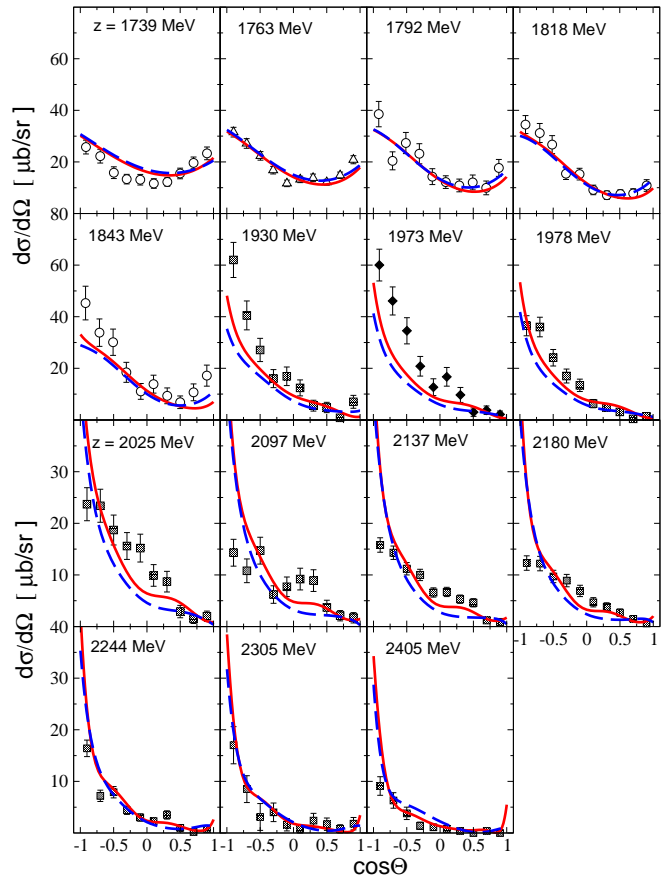 z = 1739 MeV 1763 MeV 1792 MeV 1818 MeV
dσ/dΩ [ μb/sr]
80
60
40
20
1843 MeV 1930 MeV 1973 MeV 1978 MeV
60
40
20
z = 2025 MeV 2097 MeV 2137 MeV 2180 MeV
dσ/dΩ [ μb/sr]
30
20
10
40
-1 -0.5 0 0.5 1
2244 MeV 2305 MeV 2405 MeV
30
20
10
-1 -0.5 0 0.5 1 -0.5 0 0.5 1 -0.5 0 0.5 1
cosΘ